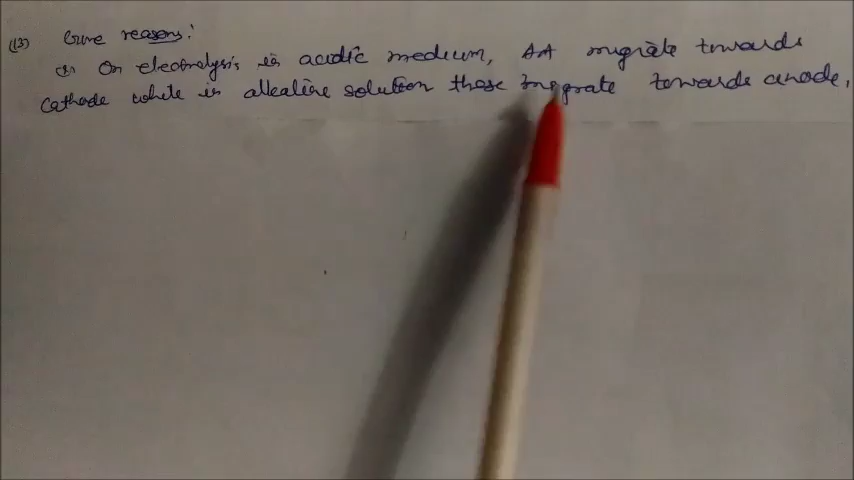 (13) Give reasons:
(i) On electrolysis in acidic medium, AA migrate towards
cathode while in alkaline solution these migrate towards anode.